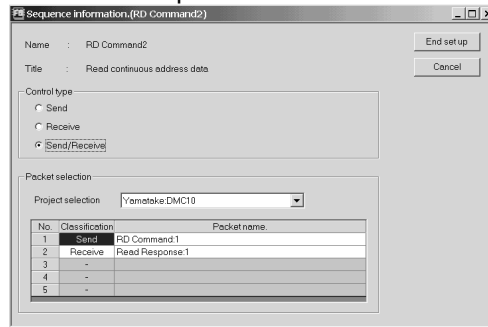 Sequence information.(RD Command2)
Name : RD Command2
End set up
Title : Read continuous address data
Cancel
Control type
Send
Receive
Send/Receive
Packet selection
Project selection Yamatake:DMC10
No. Classification Packet name.
1 Send RD Command:1
2 Receive Read Response:1
3 -
4 -
5 -